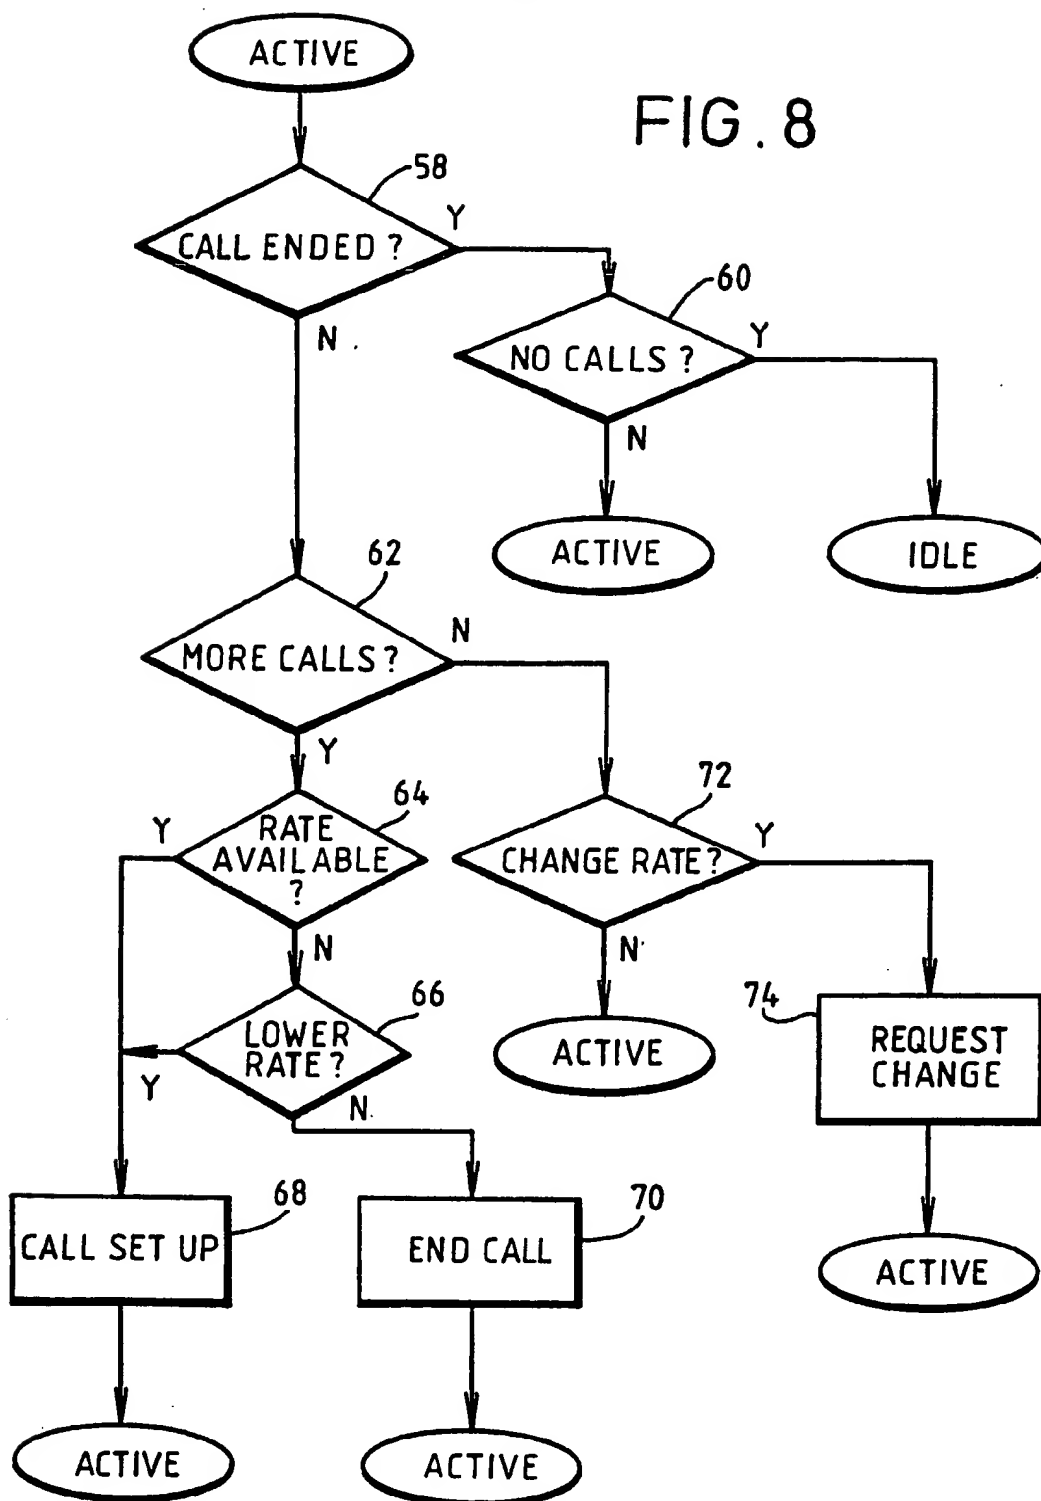 ACTIVE
FIG. 8
58
CALL ENDED ?
Y
N
60
NO CALLS ?
Y
N
ACTIVE
IDLE
62
MORE CALLS ?
N
Y
64
RATE
AVAILABLE
?
Y
N
72
CHANGE RATE ?
Y
N
66
LOWER
RATE ?
Y
N
ACTIVE
74
REQUEST
CHANGE
68
CALL SET UP
70
END CALL
ACTIVE
ACTIVE
ACTIVE